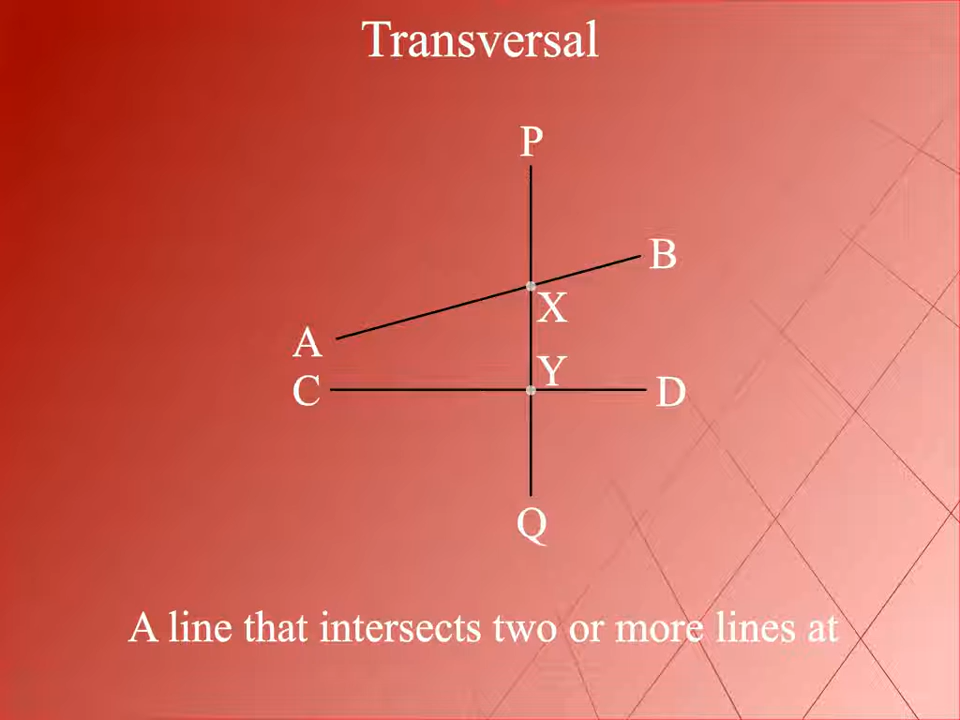 Transversal
P
B
X
A
Y
C
D
Q
A line that intersects two or more lines at